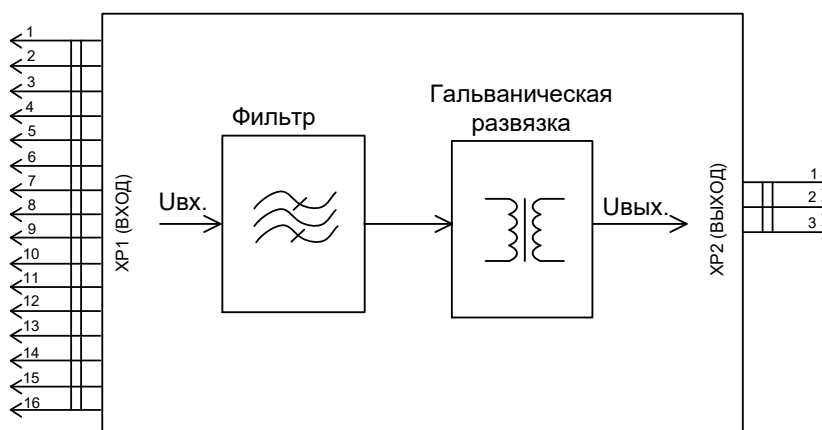 1
2
3
4
5
6
7
8
9
10
11
12
13
14
15
16
XP1 (ВХОД)
Uвх.
Фильтр
Гальваническая
развязка
Uвых.
XP2 (ВЫХОД)
1
2
3